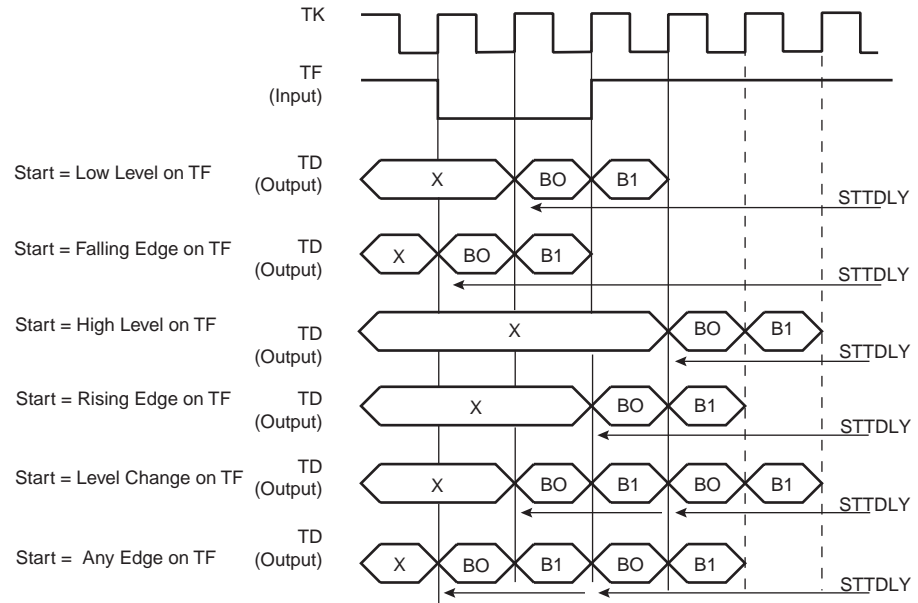 TK
TF
(Input)
Start = Low Level on TF
TD
(Output)
X
BO
B1
STTDLY
Start = Falling Edge on TF
TD
(Output)
X
BO
B1
STTDLY
Start = High Level on TF
TD
(Output)
X
BO
B1
STTDLY
Start = Rising Edge on TF
TD
(Output)
X
BO
B1
STTDLY
Start = Level Change on TF
TD
(Output)
X
BO
B1
BO
B1
STTDLY
Start = Any Edge on TF
TD
(Output)
X
BO
B1
BO
B1
STTDLY